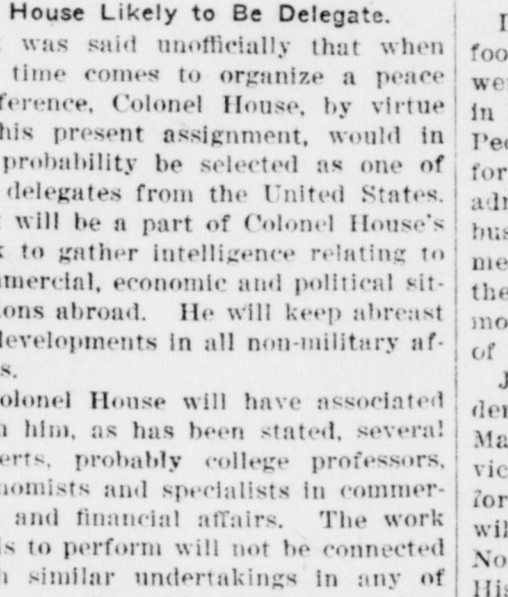 House Likely to Be Delegate.
was said unofficially that when
time comes to organize a peace
ference, Colonel House, by virtue
his present assignment, would in
probability be selected as one of
delegates from the United States.
will be a part of Colonel House's
to gather intelligence relating to
mercial, economic and political sit-
ons abroad. He will keep abreast
developments in all non-military af-
s.
olonel House will have associated
him, as has been stated, several
erts, probably college professors,
nomists and specialists in commer-
and financial affairs. The work
is to perform will not be connected
similar undertakings in any of
foo
wer
in
Peo
for
adr
bus
me
the
mo
of
J
der
Ma
vic
for
wil
No
His